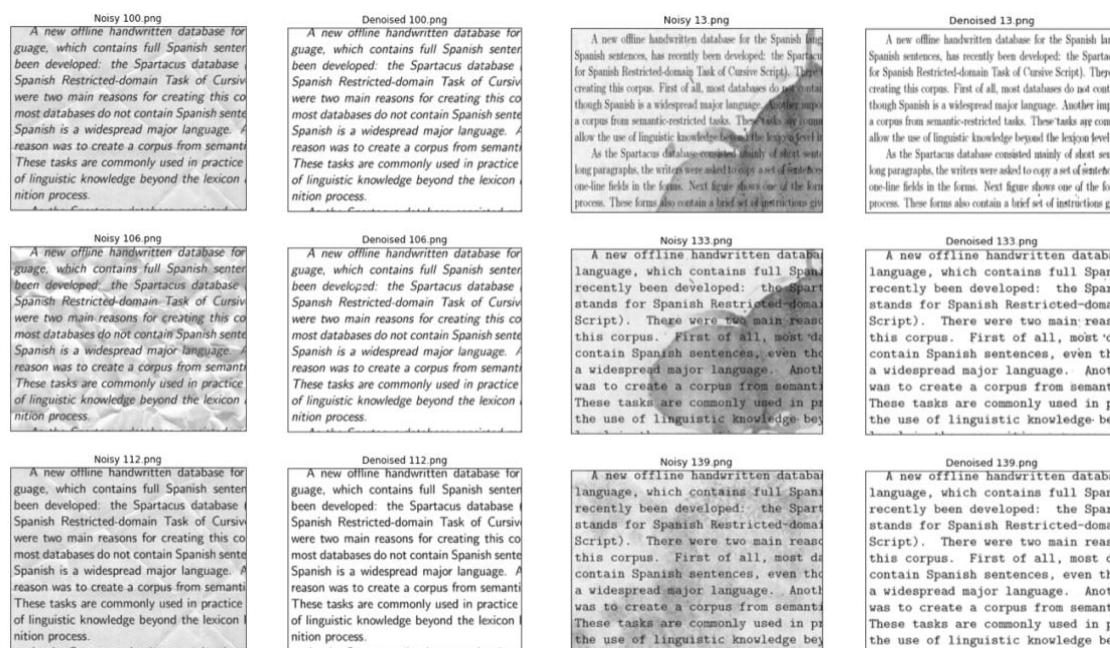 Noisy 100.png
A new offline handwritten database for
guage, which contains full Spanish senten
been developed: the Spartacus database
Spanish Restricted-domain Task of Cursiv
were two main reasons for creating this co
most databases do not contain Spanish sente
Spanish is a widespread major language. A
reason was to create a corpus from semanti
These tasks are commonly used in practice
of linguistic knowledge beyond the lexicon
nition process.
Denoised 100.png
A new offline handwritten database for
guage, which contains full Spanish senter
been developed: the Spartacus database
Spanish Restricted-domain Task of Cursiv
were two main reasons for creating this co
most databases do not contain Spanish sente
Spanish is a widespread major language. A
reason was to create a corpus from semanti
These tasks are commonly used in practice
of linguistic knowledge beyond the lexicon
nition process.
Noisy 13.png
A new offline handwritten database for the Spanish lang
Spanish sentences, has recently been developed: the Spartacu
for Spanish Restricted-domain Task of Cursive Script). There
creating this corpus. First of all, most databases do not contai
though Spanish is a widespread major language. Another impo
a corpus from semantic-restricted tasks. These tasks are comm
allow the use of linguistic knowledge beyond the lexicon level in
As the Spartacus database consisted mainly of short sente
long paragraphs, the writers were asked to copy a set of sentences
one-line fields in the forms. Next figure shows one of the form
process. These forms also contain a brief set of instructions giv
Denoised 13.png
A new offline handwritten database for the Spanish lan
Spanish sentences, has recently been developed: the Sparta
for Spanish Restricted-domain Task of Cursive Script). Ther
creating this corpus. First of all, most databases do not cont
though Spanish is a widespread major language. Another imp
a corpus from semantic-restricted tasks. These tasks are com
allow the use of linguistic knowledge beyond the lexicon level
As the Spartacus database consisted mainly of short sen
long paragraphs, the writers were asked to copy a set of sentenc
one-line fields in the forms. Next figure shows one of the fo
process. These forms also contain a brief set of instructions g
Noisy 106.png
A new offline handwritten database for
guage, which contains full Spanish senter
been developed: the Spartacus database
Spanish Restricted-domain Task of Cursiv
were two main reasons for creating this co
most databases do not contain Spanish sente
Spanish is a widespread major language. A
reason was to create a corpus from semanti
These tasks are commonly used in practice
of linguistic knowledge beyond the lexicon
nition process.
Denoised 106.png
A new offline handwritten database for
guage, which contains full Spanish senter
been developed: the Spartacus database
Spanish Restricted-domain Task of Cursiv
were two main reasons for creating this co
most databases do not contain Spanish sente
Spanish is a widespread major language. A
reason was to create a corpus from semanti
These tasks are commonly used in practice
of linguistic knowledge beyond the lexicon
nition process.
Noisy 133.png
A new offline handwritten databa
language, which contains full Spani
recently been developed: the Spart
stands for Spanish Restricted-domai
Script). There were two main reaso
this corpus. First of all, most da
contain Spanish sentences, even tho
a widespread major language. Anoth
was to create a corpus from semanti
These tasks are commonly used in pr
the use of linguistic knowledge bey
Denoised 133.png
A new offline handwritten datab
language, which contains full Spar
recently been developed: the Spar
stands for Spanish Restricted-doma
Script). There were two main reas
this corpus. First of all, most d
contain Spanish sentences, even th
a widespread major language. Anot
was to create a corpus from semant
These tasks are commonly used in p
the use of linguistic knowledge be
Noisy 112.png
A new offline handwritten database for
guage, which contains full Spanish senten
been developed: the Spartacus database
Spanish Restricted-domain Task of Cursiv
were two main reasons for creating this co
most databases do not contain Spanish sente
Spanish is a widespread major language. A
reason was to create a corpus from semanti
These tasks are commonly used in practice
of linguistic knowledge beyond the lexicon l
nition process.
Denoised 112.png
A new offline handwritten database for
guage, which contains full Spanish senten
been developed: the Spartacus database
Spanish Restricted-domain Task of Cursiv
were two main reasons for creating this co
most databases do not contain Spanish sente
Spanish is a widespread major language. A
reason was to create a corpus from semanti
These tasks are commonly used in practice
of linguistic knowledge beyond the lexicon l
nition process.
Noisy 139.png
A new offline handwritten databa
language, which contains full Spani
recently been developed: the Spart
stands for Spanish Restricted-domai
Script). There were two main reaso
this corpus. First of all, most da
contain Spanish sentences, even tho
a widespread major language. Anoth
was to create a corpus from semanti
These tasks are commonly used in pr
the use of linguistic knowledge bey
Denoised 139.png
A new offline handwritten datab
language, which contains full Spar
recently been developed: the Spar
stands for Spanish Restricted-doma
Script). There were two main reas
this corpus. First of all, most d
contain Spanish sentences, even th
a widespread major language. Anot
was to create a corpus from semant
These tasks are commonly used in p
the use of linguistic knowledge be